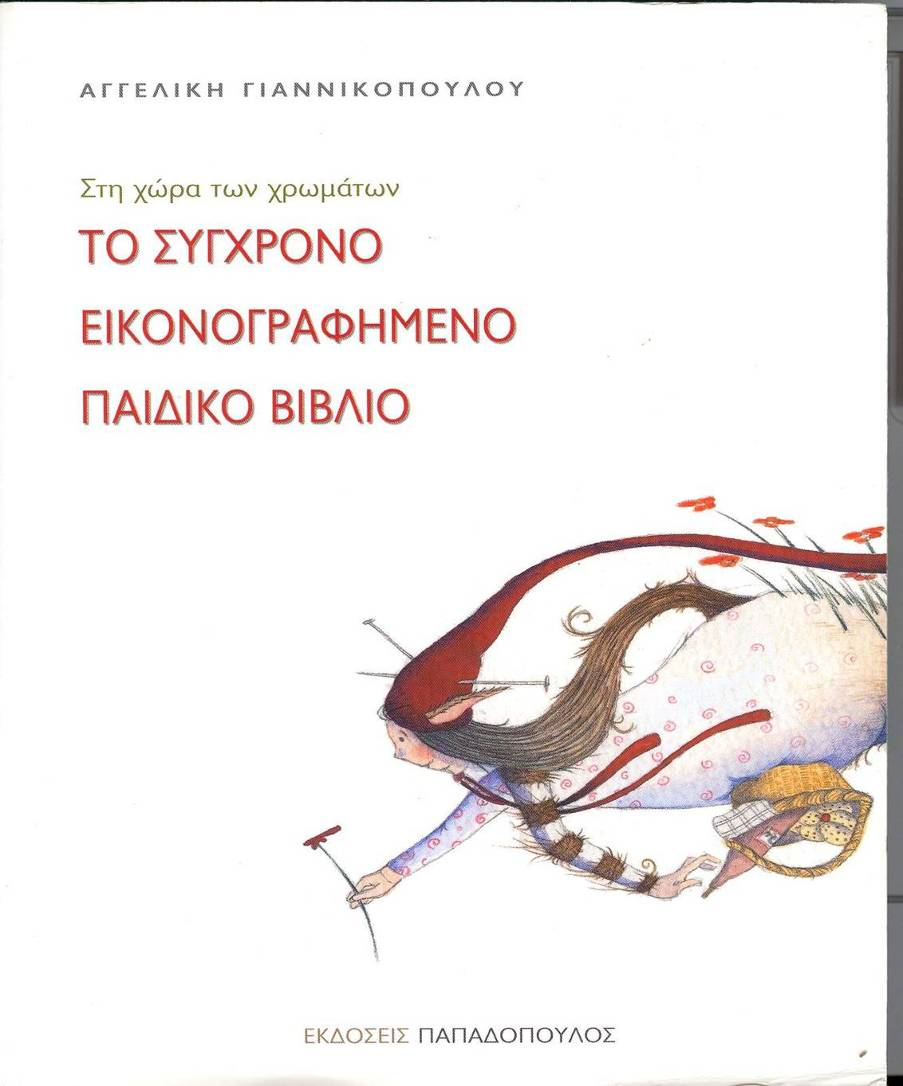 ΑΓΓΕΛΙΚΗ ΓΙΑΝΝΙΚΟΠΟΥΛΟΥ
Στη χώρα των χρωμάτων
ΤΟ ΣΥΓΧΡΟΝΟ
ΕΙΚΟΝΟΓΡΑΦΗΜΕΝΟ
ΠΑΙΔΙΚΟ ΒΙΒΛΙΟ
ΕΚΔΟΣΕΙΣ ΠΑΠΑΔΟΠΟΥΛΟΣ